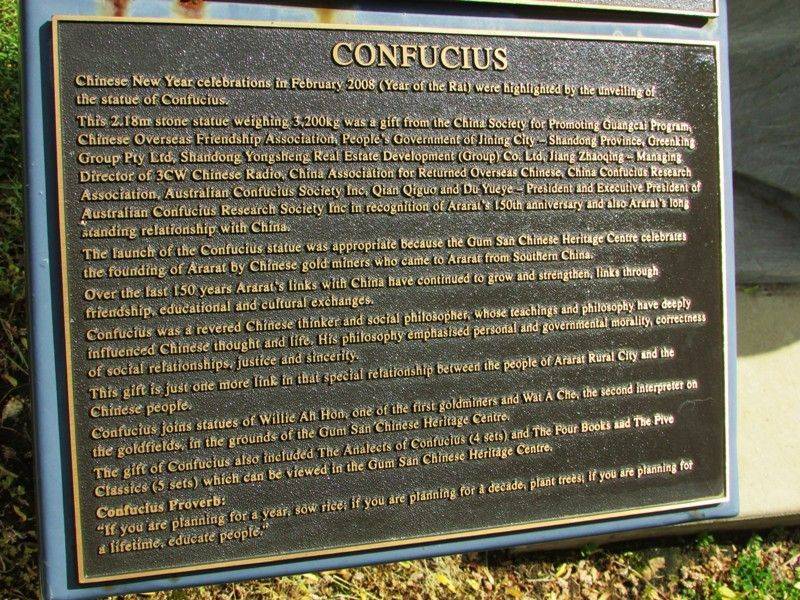 CONFUCIUS
Chinese New Year celebrations in February 2008 (Year of the Rat) were highlighted by the unveiling of
the statue of Confucius.
This 2.18m stone statue weighing 3,200kg was a gift from the China Society for Promoting Guangcai Program,
Chinese Overseas Friendship Association, People's Government of Jining City – Shandong Province, Greenking
Group Pty Ltd, Shandong Yongsheng Real Estate Development (Group) Co. Ltd, Jiang Zhaoqing – Managing
Director of 3CW Chinese Radio, China Association for Returned Overseas Chinese, China Confucius Research
Association, Australian Confucius Society Inc, Qian Qiguo and Du Yueye – President and Executive President of
Australian Confucius Research Society Inc in recognition of Ararat's 150th anniversary and also Ararat's long
standing relationship with China.
The launch of the Confucius statue was appropriate because the Gum San Chinese Heritage Centre celebrates
the founding of Ararat by Chinese gold miners who came to Ararat from Southern China.
Over the last 150 years Ararat's links with China have continued to grow and strengthen, links through
friendship, educational and cultural exchanges.
Confucius was a revered Chinese thinker and social philosopher, whose teachings and philosophy have deeply
influenced Chinese thought and life. His philosophy emphasised personal and governmental morality, correctness
of social relationships, justice and sincerity.
This gift is just one more link in that special relationship between the people of Ararat Rural City and the
Chinese people.
Confucius joins statues of Willie Ah Hon, one of the first goldminers and Wat A Che, the second interpreter on
the goldfields, in the grounds of the Gum San Chinese Heritage Centre.
The gift of Confucius also included The Analects of Confucius (4 sets) and The Four Books and The Five
Classics (5 sets) which can be viewed in the Gum San Chinese Heritage Centre.
Confucius Proverb:
"If you are planning for a year, sow rice; if you are planning for a decade, plant trees; if you are planning for
a lifetime, educate people."